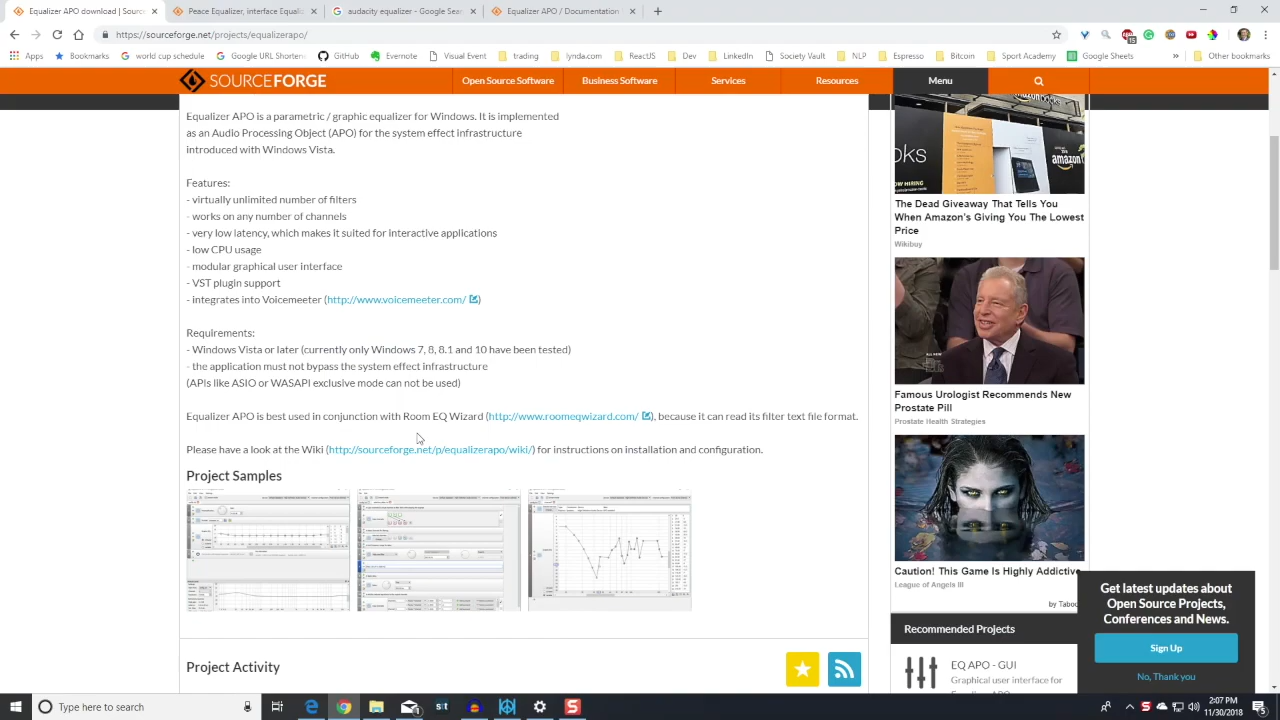 Equalizer APO download | Sourc
Peace Equalizer, interface Equali
audacity equalizer - Google Sear
Equalizer APO / Documentation
https://sourceforge.net/projects/equalizerapo/
Apps
Bookmarks
world cup schedule
Google URL Shortene
GitHub
Evernote
Visual Event
trading
lynda.com
ReactJS
Dev
LinkedIn
Society Vault
NLP
Espresso
Bitcoin
Sport Academy
Google Sheets
»
Other bookmarks
SOURCEFORGE
Open Source Software
Business Software
Services
Resources
Menu
Equalizer APO is a parametric / graphic equalizer for Windows. It is implemented
as an Audio Processing Object (APO) for the system effect infrastructure
introduced with Windows Vista.
Features:
- virtually unlimited number of filters
- works on any number of channels
- very low latency, which makes it suited for interactive applications
- low CPU usage
- modular graphical user interface
- VST plugin support
- integrates into Voicemeeter (http://www.voicemeeter.com/ )
Requirements:
- Windows Vista or later (currently only Windows 7, 8, 8.1 and 10 have been tested)
- the application must not bypass the system effect infrastructure
(APIs like ASIO or WASAPI exclusive mode can not be used)
Equalizer APO is best used in conjunction with Room EQ Wizard (http://www.roomeqwizard.com/ ), because it can read its filter text file format.
Please have a look at the Wiki (http://sourceforge.net/p/equalizerapo/wiki/) for instructions on installation and configuration.
Project Samples
Project Activity
oks
NOW HIRING
amazon
The Dead Giveaway That Tells You
When Amazon's Giving You The Lowest
Price
Wikibuy
Famous Urologist Recommends New
Prostate Pill
Prostate Health Strategies
Caution! This Game Is Highly Addictive
League of Angels III
by Tabo
Recommended Projects
EQ APO - GUI
Graphical user interface for
Get latest updates about
Open Source Projects,
Conferences and News.
Sign Up
No, Thank you
Type here to search
2:07 PM
11/30/2018